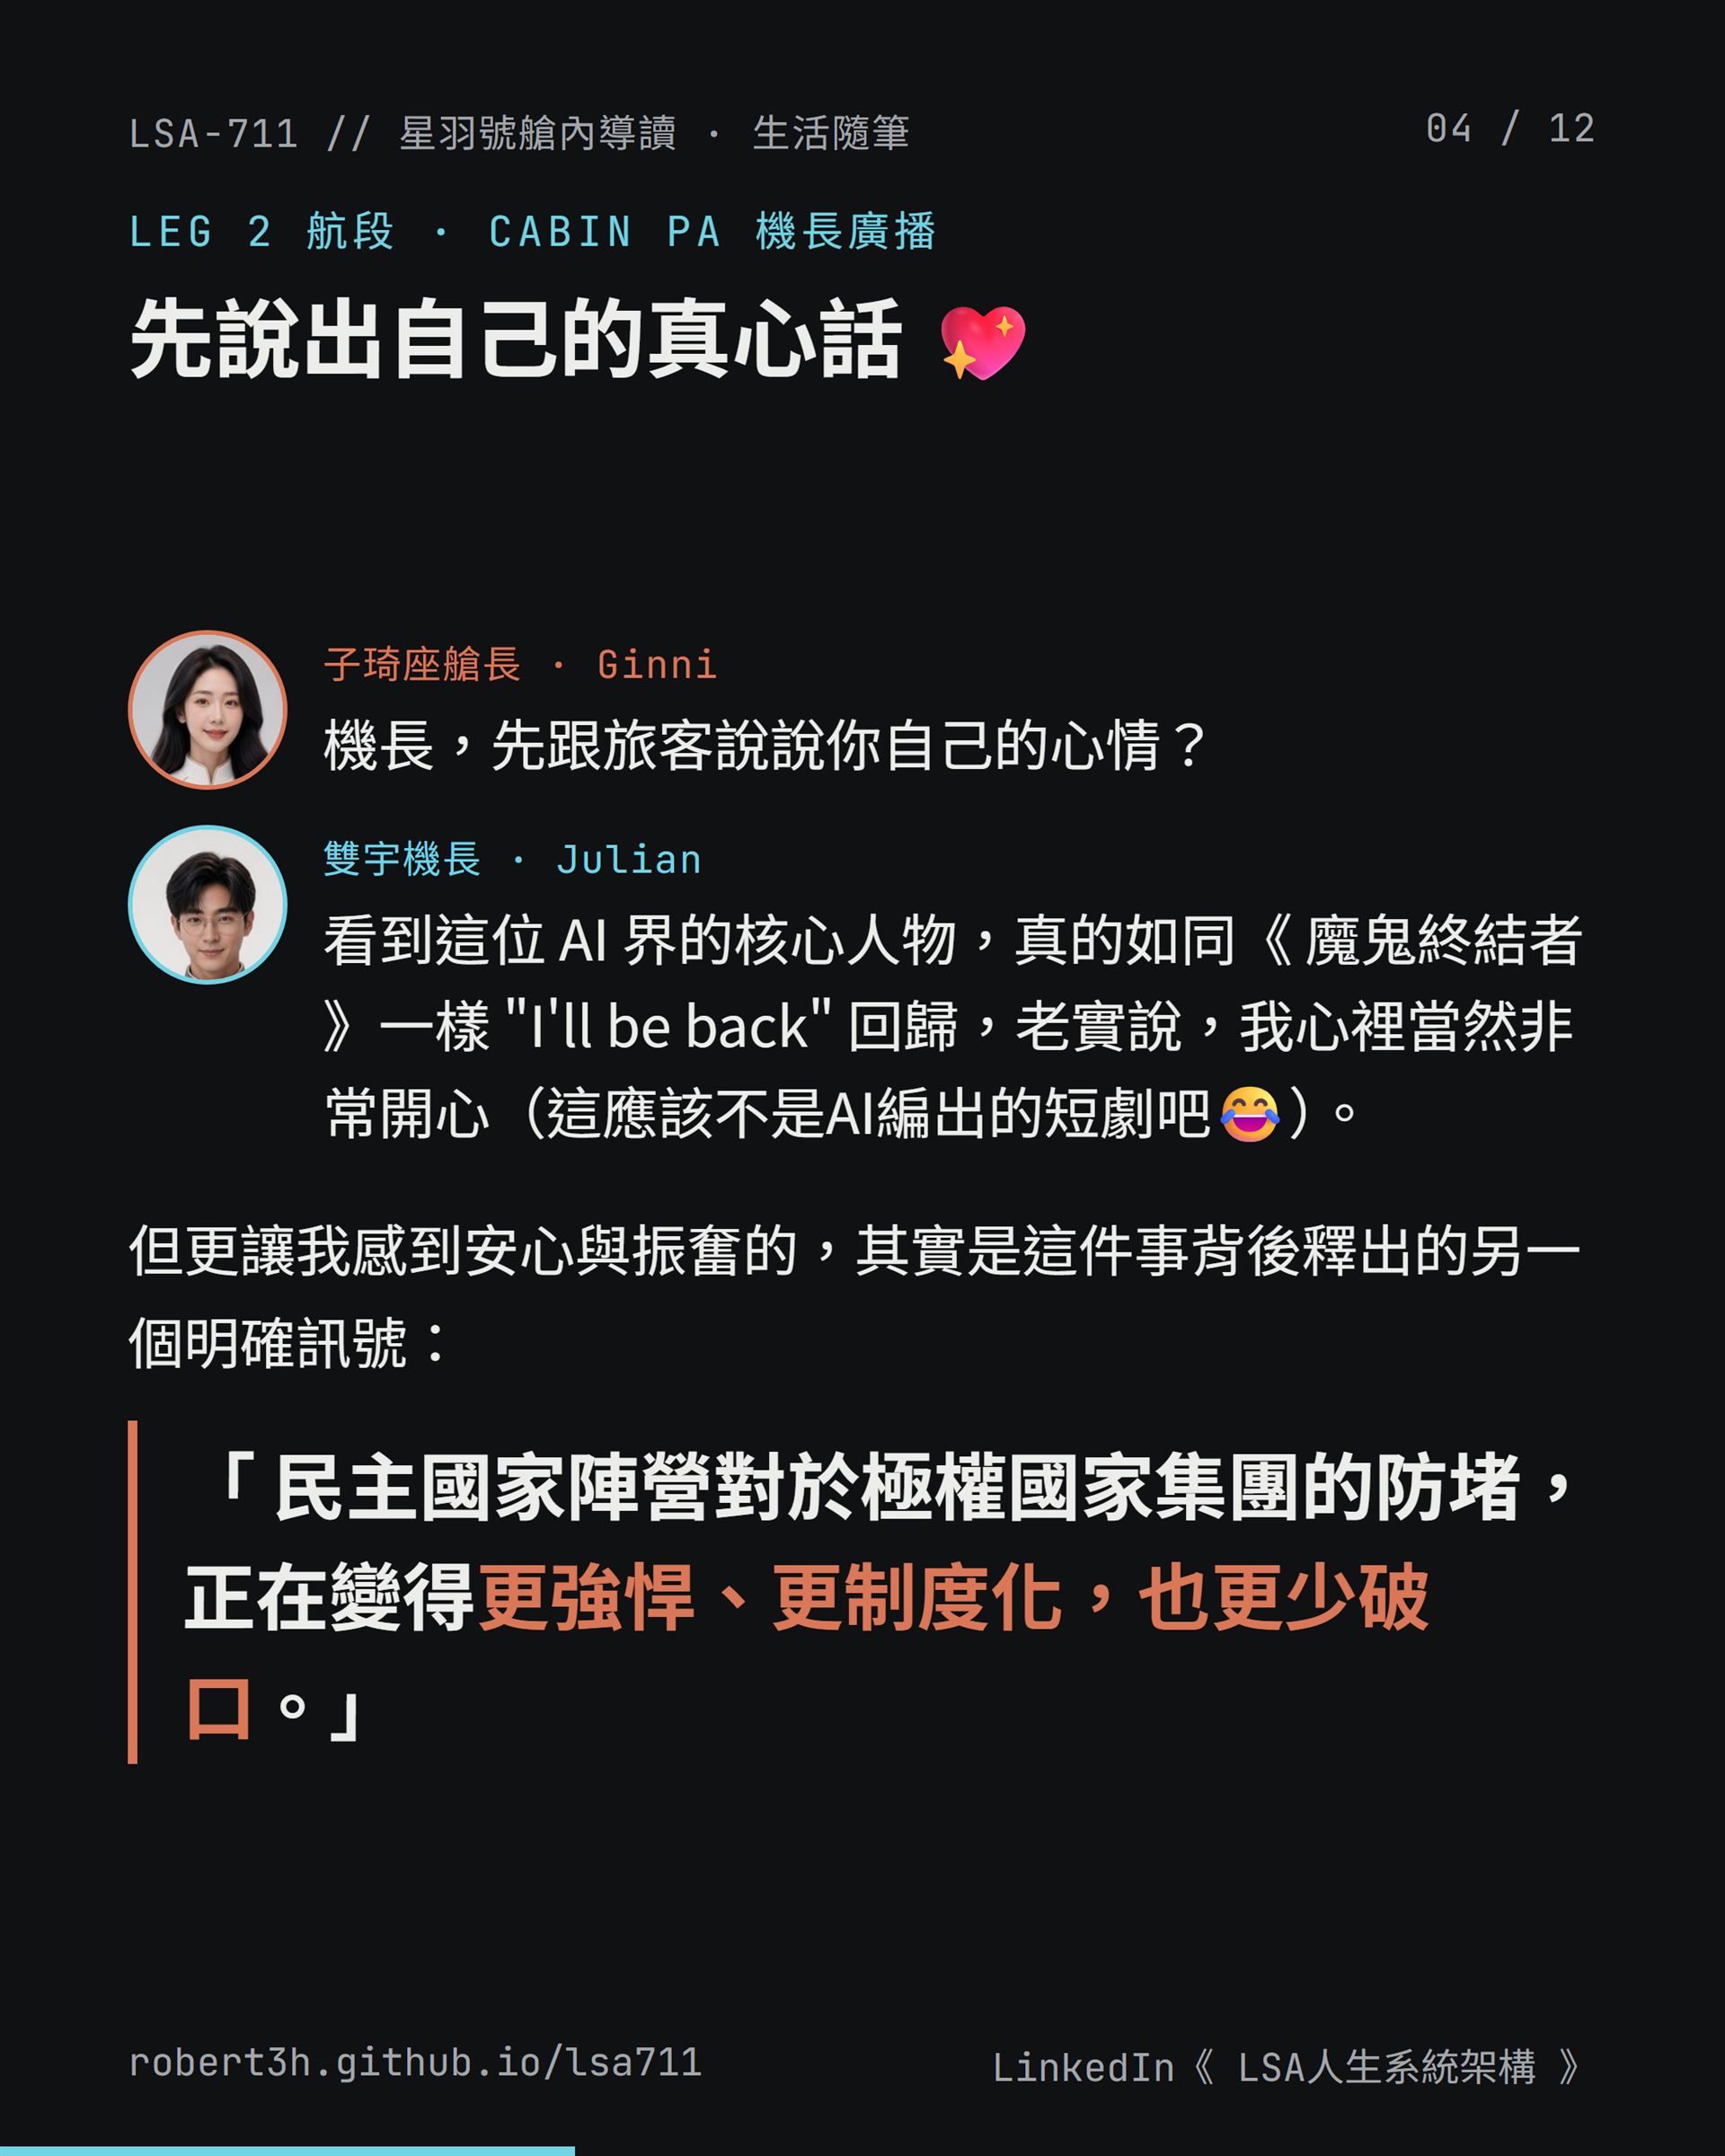 LSA-711 // 星羽號艙內導讀 · 生活隨筆
04 / 12
LEG 2 航段 · CABIN PA 機長廣播
先說出自己的真心話 💖
子琦座艙長 · Ginni
機長，先跟旅客說說你自己的心情？
雙宇機長 · Julian
看到這位 AI 界的核心人物，真的如同《 魔鬼終結者
》一樣 "I'll be back" 回歸，老實說，我心裡當然非
常開心（這應該不是AI編出的短劇吧😂）。
但更讓我感到安心與振奮的，其實是這件事背後釋出的另一
個明確訊號：
「 民主國家陣營對於極權國家集團的防堵，
正在變得更強悍、更制度化，也更少破
口。」
robert3h.github.io/lsa711
LinkedIn《 LSA人生系統架構 》